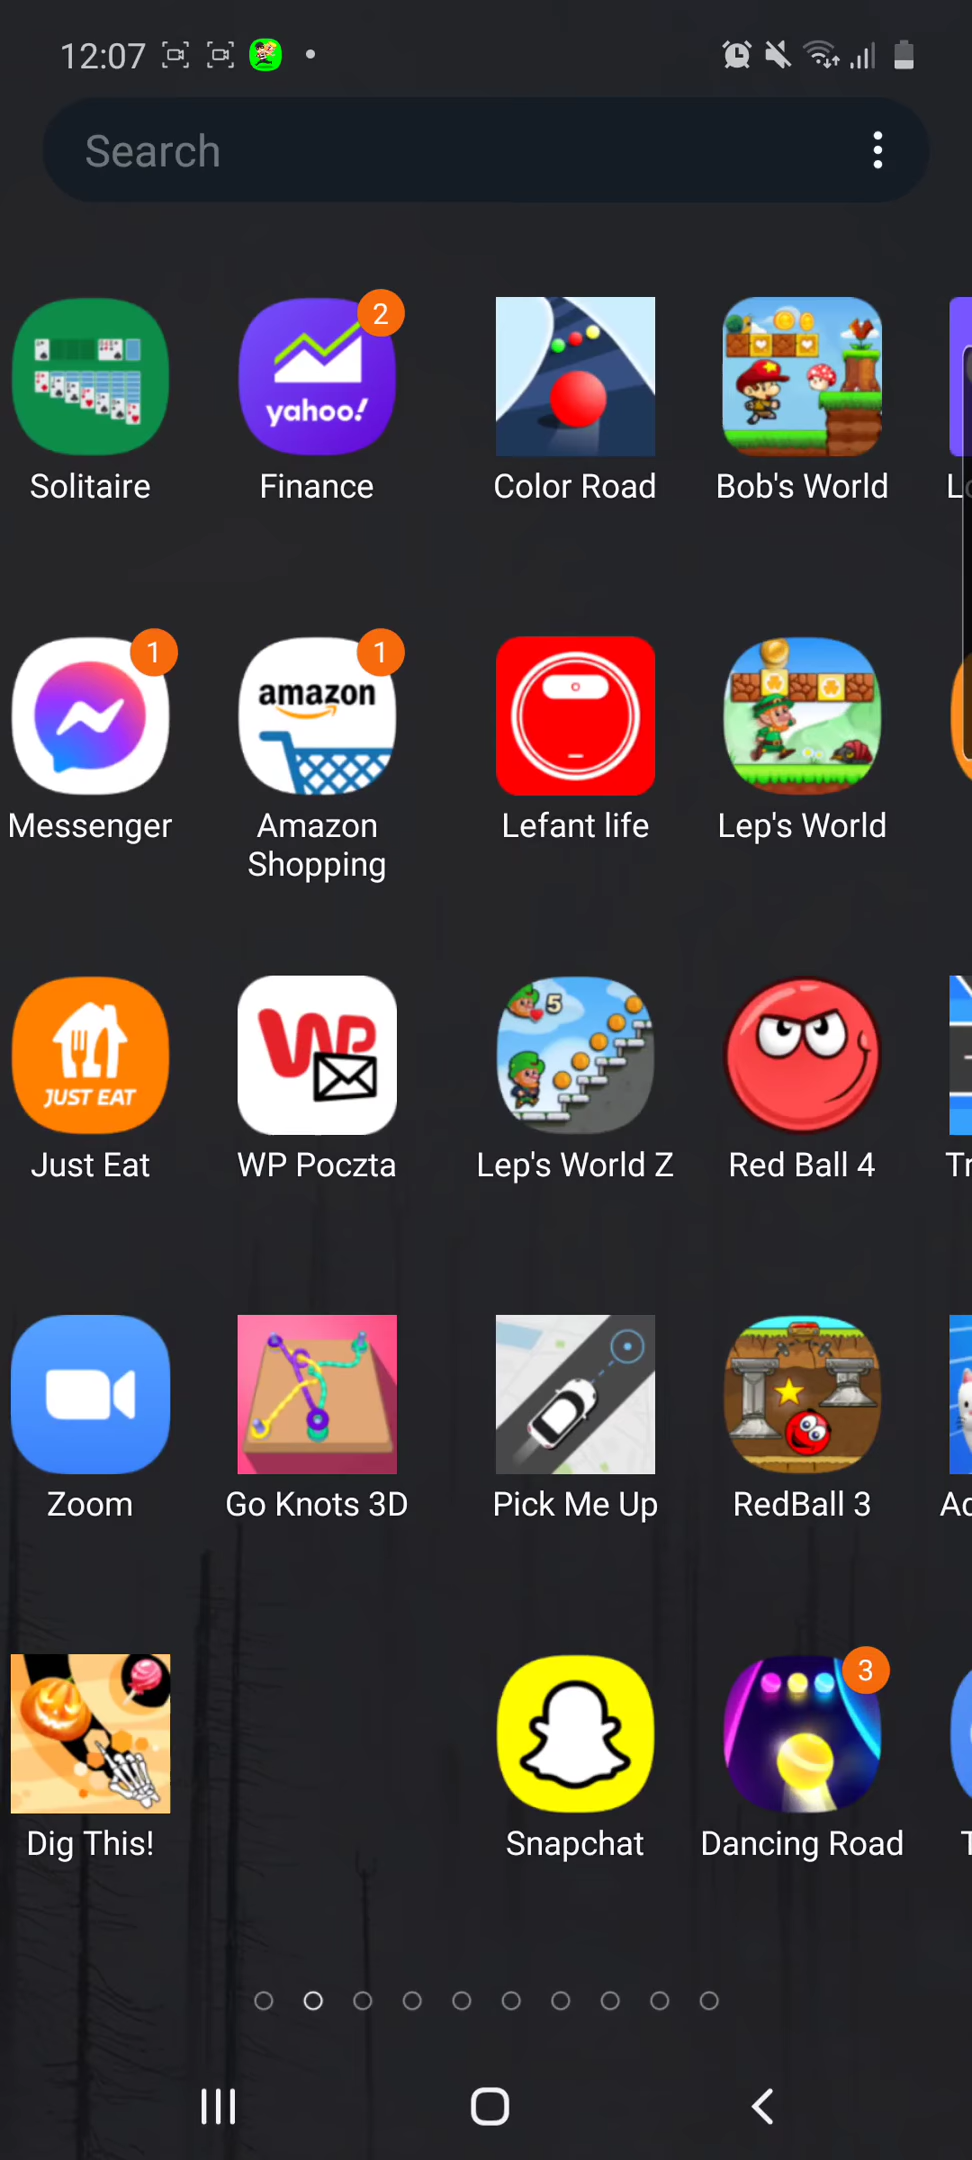 12:07
Search
2
yahoo!
Solitaire
Finance
Color Road
Bob's World
1
1
amazon
Messenger
Amazon
Shopping
Lefant life
Lep's World
JUST EAT
WP
5
Just Eat
WP Poczta
Lep's World Z
Red Ball 4
Tr
Zoom
Go Knots 3D
Pick Me Up
RedBall 3
3
Dig This!
Snapchat
Dancing Road